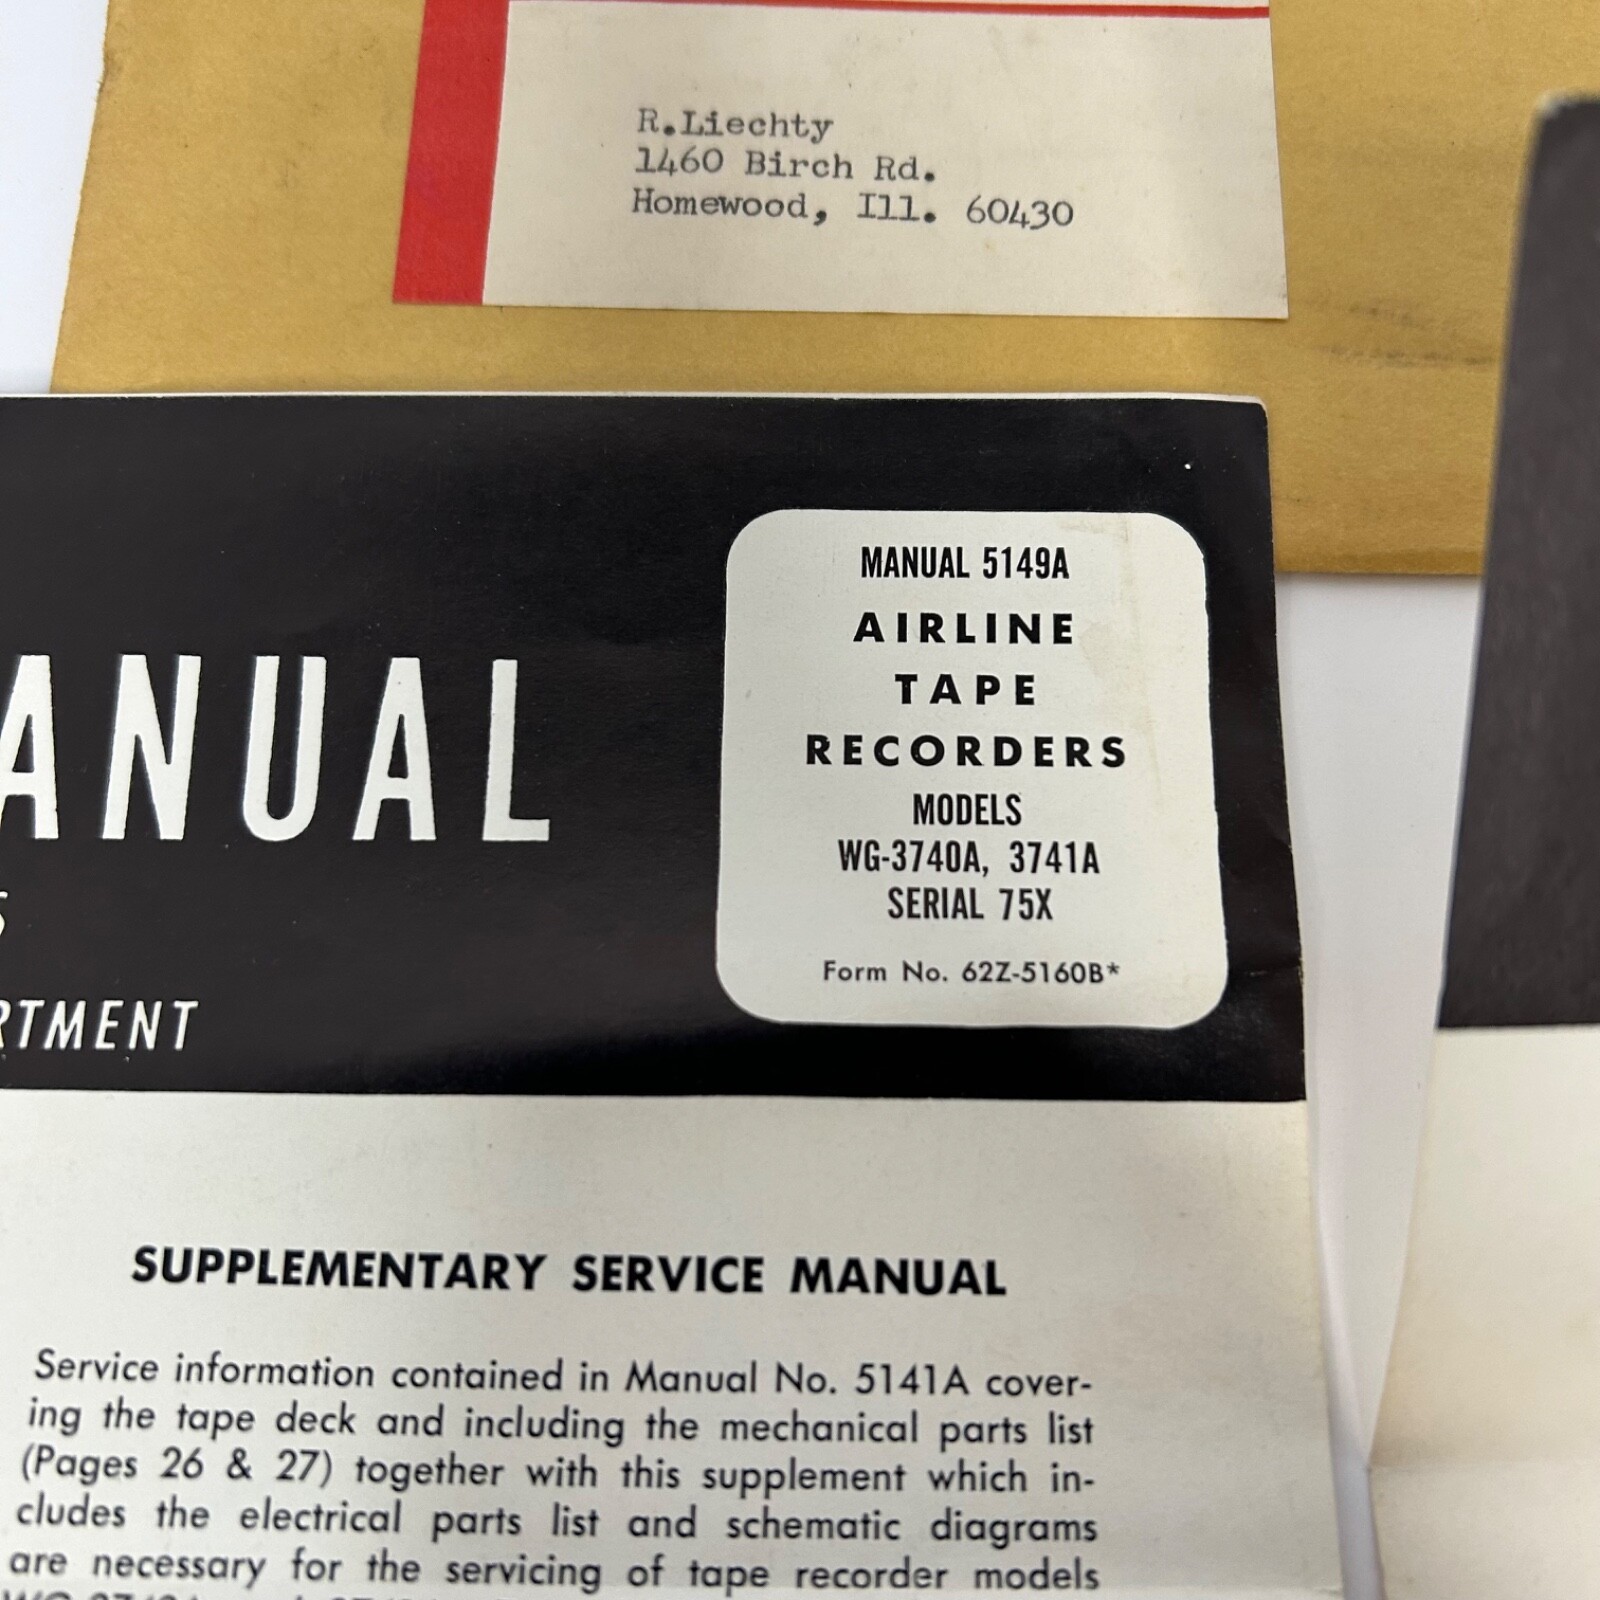 R.Liechty
1460 Birch Rd.
Homewood, Ill. 60430
MANUAL 5149A
AIRLINE
TAPE
RECORDERS
MODELS
WG-3740A, 3741A
SERIAL 75X
Form No. 62Z-5160B*
ANUAL
S
RTMENT
SUPPLEMENTARY SERVICE MANUAL
Service information contained in Manual No. 5141A cover-
ing the tape deck and including the mechanical parts list
(Pages 26 & 27) together with this supplement which in-
cludes the electrical parts list and schematic diagrams
are necessary for the servicing of tape recorder models